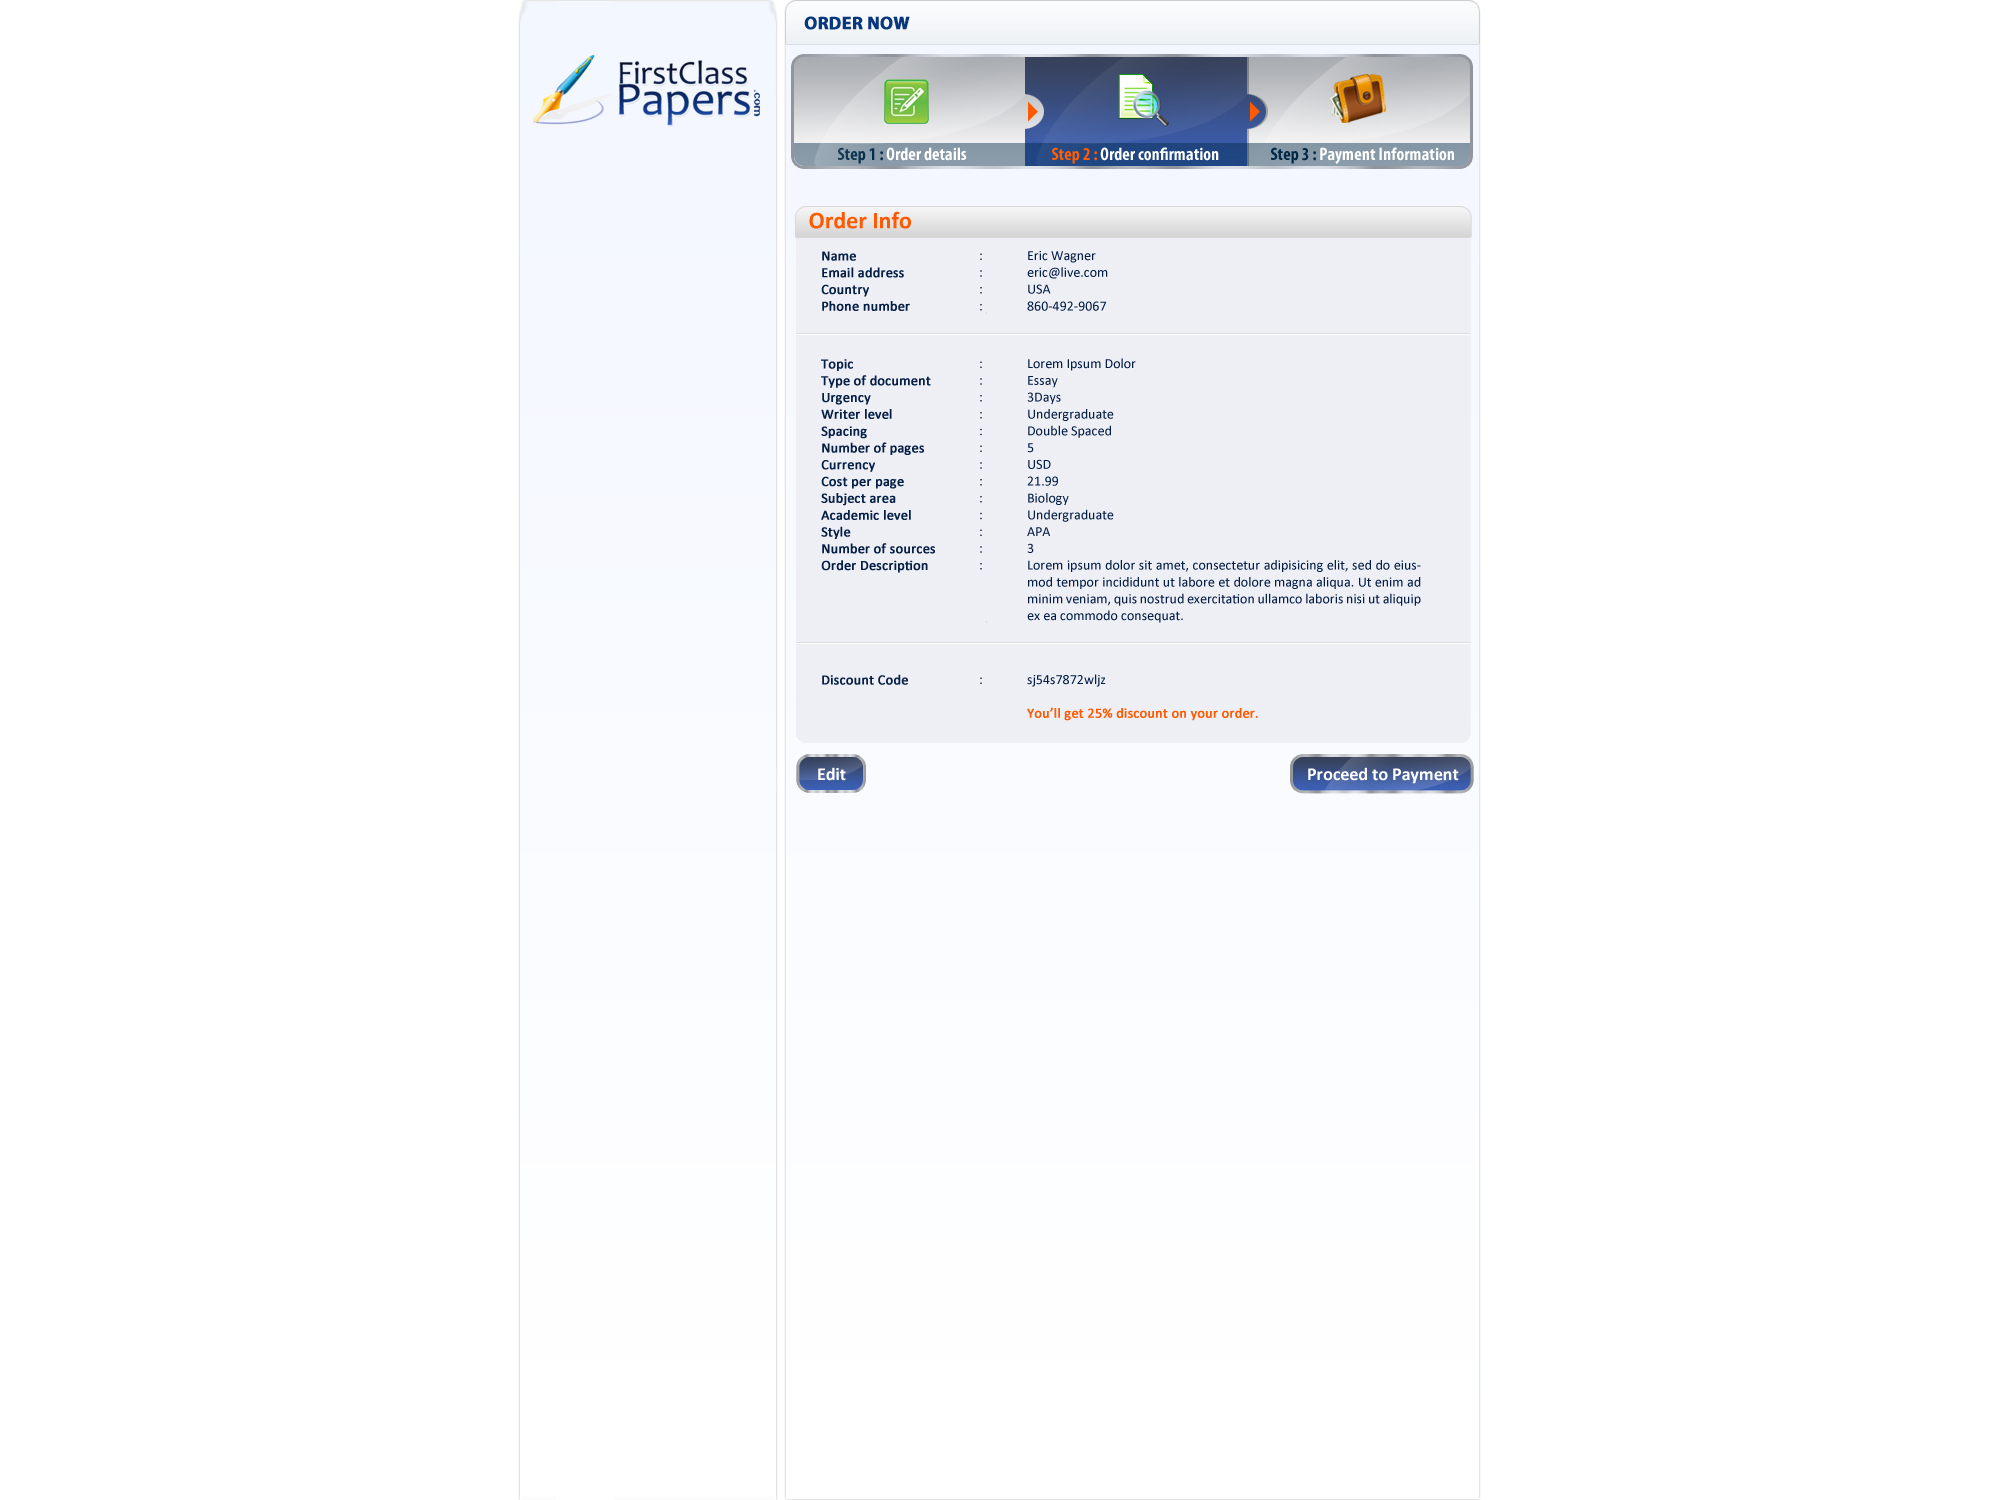 FirstClass
Papers.com
ORDER NOW
Step 1 : Order details
Step 2 : Order confirmation
Step 3 : Payment Information
Order Info
Name : Eric Wagner
Email address : eric@live.com
Country : USA
Phone number : 860-492-9067
Topic : Lorem Ipsum Dolor
Type of document : Essay
Urgency : 3Days
Writer level : Undergraduate
Spacing : Double Spaced
Number of pages : 5
Currency : USD
Cost per page : 21.99
Subject area : Biology
Academic level : Undergraduate
Style : APA
Number of sources : 3
Order Description : Lorem ipsum dolor sit amet, consectetur adipisicing elit, sed do eius-
mod tempor incididunt ut labore et dolore magna aliqua. Ut enim ad
minim veniam, quis nostrud exercitation ullamco laboris nisi ut aliquip
ex ea commodo consequat.
Discount Code : sj54s7872wljz
You'll get 25% discount on your order.
Edit
Proceed to Payment